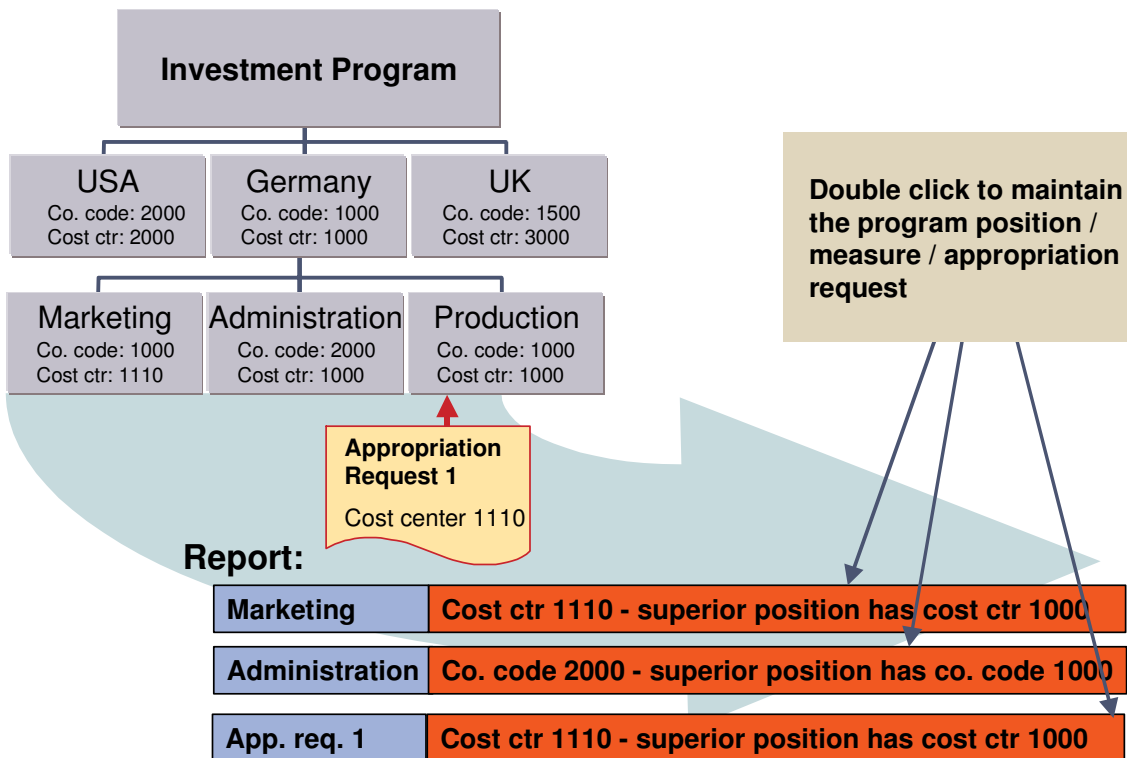 Investment Program
USA
Co. code: 2000
Cost ctr: 2000
Germany
Co. code: 1000
Cost ctr: 1000
UK
Co. code: 1500
Cost ctr: 3000
Double click to maintain
the program position /
measure / appropriation
request
Marketing
Co. code: 1000
Cost ctr: 1110
Administration
Co. code: 2000
Cost ctr: 1000
Production
Co. code: 1000
Cost ctr: 1000
Appropriation
Request 1
Cost center 1110
Report:
Marketing
Cost ctr 1110 - superior position has cost ctr 1000
Administration
Co. code 2000 - superior position has co. code 1000
App. req. 1
Cost ctr 1110 - superior position has cost ctr 1000